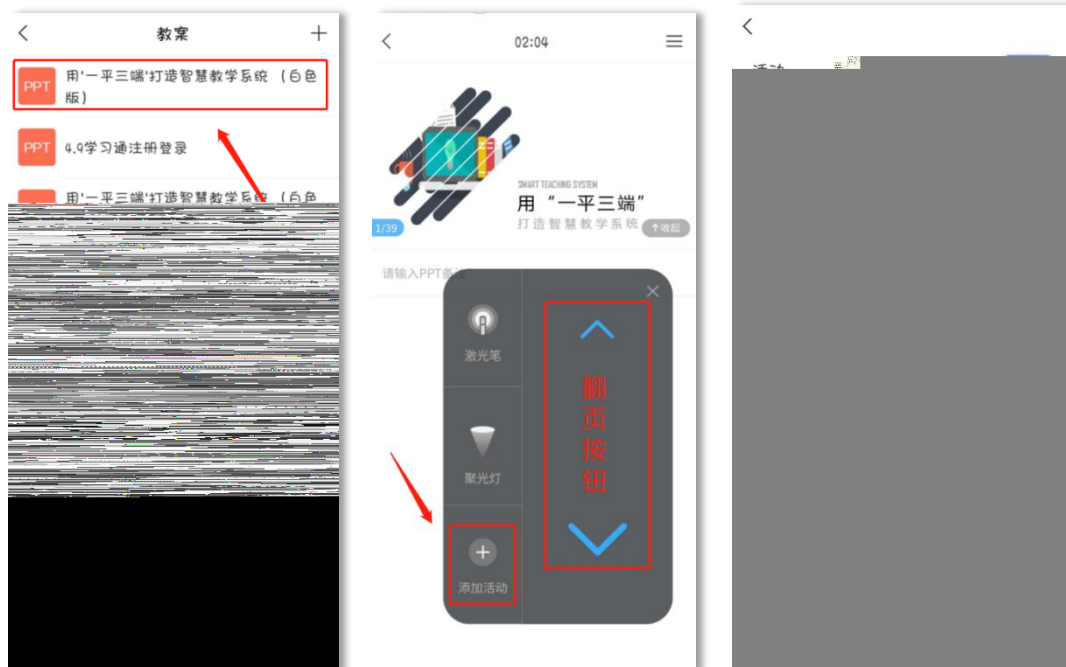 教案
PPT
用'一平三端'打造智慧教学系统 (白色
版)
PPT
4.9学习通注册登录
用'一平三端'打造智慧教学系统 (白色
02:04
SMART TEACHING SYSTEM
用 “一平三端”
打造智慧教学系统
1/39
收起
请输入PPT备注
激光笔
聚光灯
添加活动
翻
页
按
钮
活动